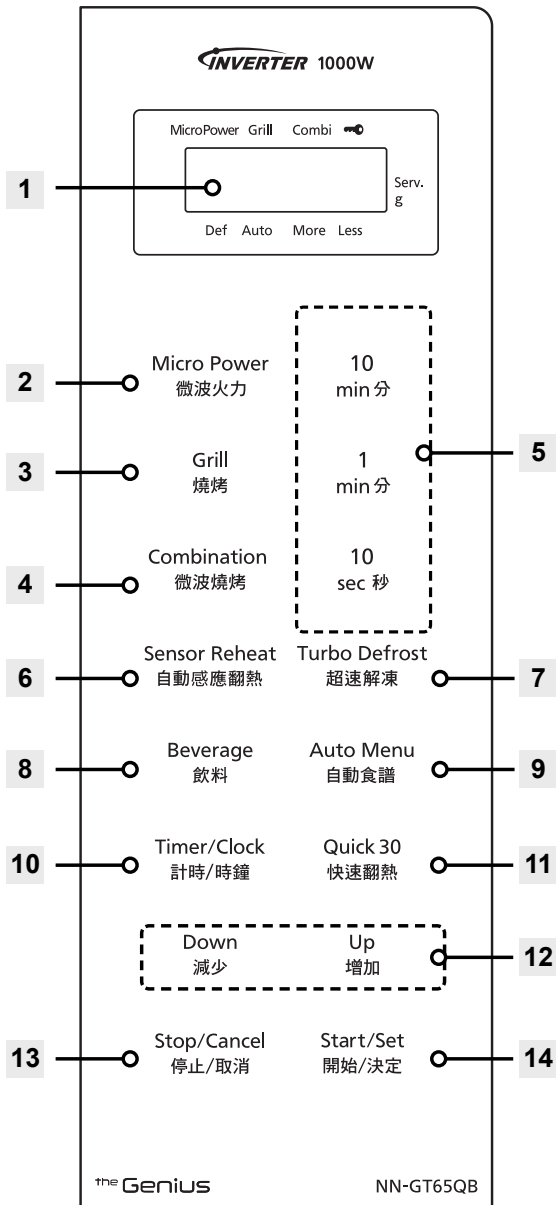 INVERTER 1000W
MicroPower Grill Combi
1
Serv.
g
Def Auto More Less
2
Micro Power
微波火力
10
min 分
3
Grill
燒烤
1
min 分
5
4
Combination
微波燒烤
10
sec 秒
6
Sensor Reheat
自動感應翻熱
Turbo Defrost
超速解凍
7
8
Beverage
飲料
Auto Menu
自動食譜
9
10
Timer/Clock
計時/時鐘
Quick 30
快速翻熱
11
Down
減少
Up
增加
12
13
Stop/Cancel
停止/取消
Start/Set
開始/決定
14
the Genius
NN-GT65QB